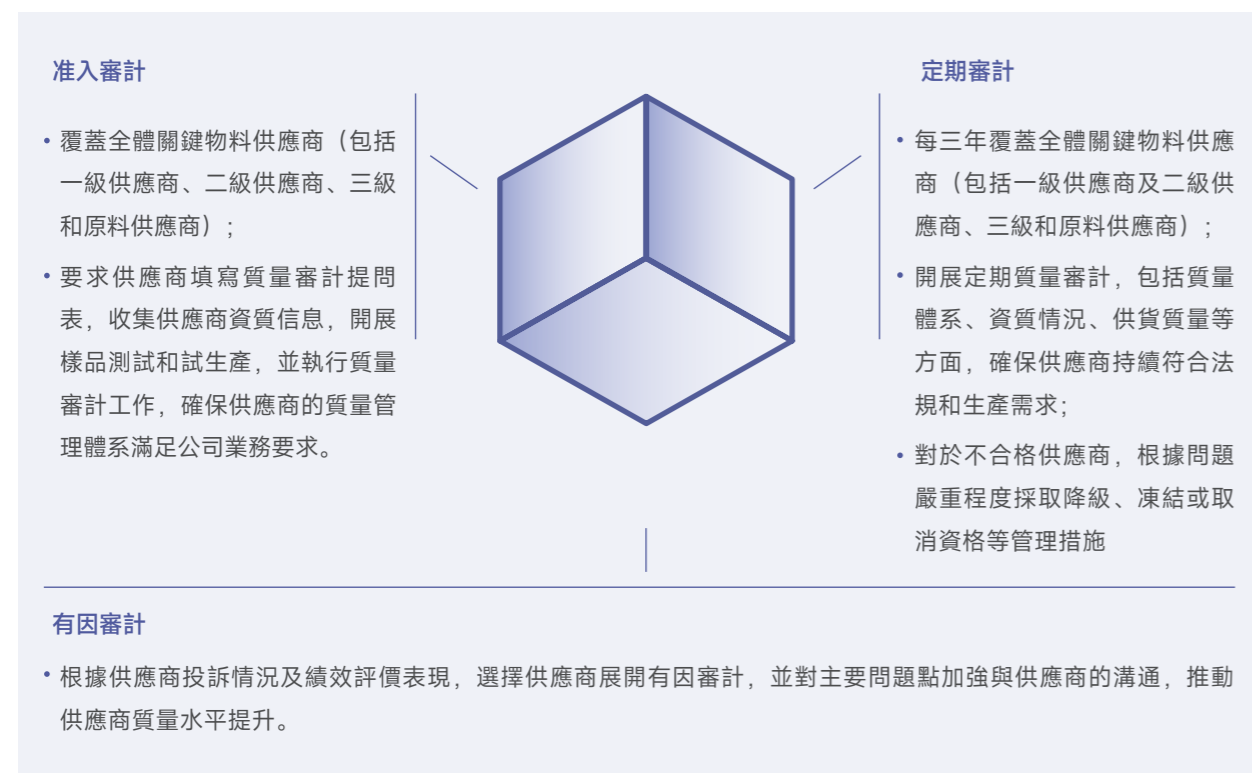 准入審計
• 覆蓋全體關鍵物料供應商（包括
一級供應商、二級供應商、三級
和原料供應商）；
• 要求供應商填寫質量審計提問
表，收集供應商資質信息，開展
樣品測試和試生產，並執行質量
審計工作，確保供應商的質量管
理體系滿足公司業務要求。
定期審計
• 每三年覆蓋全體關鍵物料供應
商（包括一級供應商及二級供
應商、三級和原料供應商）；
• 開展定期質量審計，包括質量
體系、資質情況、供貨質量等
方面，確保供應商持續符合法
規和生產需求；
• 對於不合格供應商，根據問題
嚴重程度採取降級、凍結或取
消資格等管理措施
有因審計
• 根據供應商投訴情況及績效評價表現，選擇供應商展開有因審計，並對主要問題點加強與供應商的溝通，推動
供應商質量水平提升。